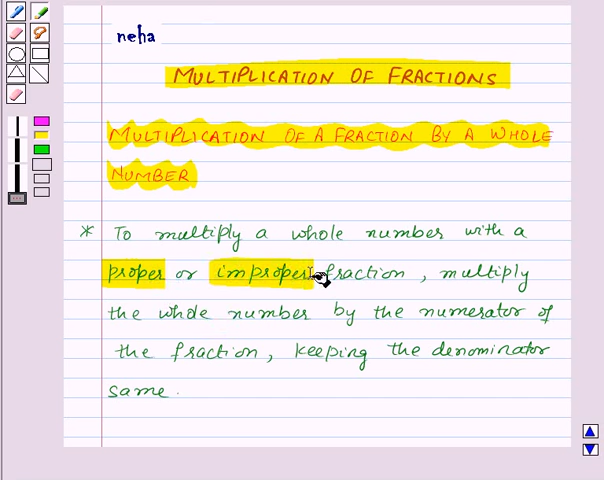 neha
MULTIPLICATION OF FRACTIONS
MULTIPLICATION OF A FRACTION BY A WHOLE
NUMBER
* To multiply a whole number with a
proper or improper fraction, multiply
the whole number by the numerator of
the fraction, keeping the denominator
same.